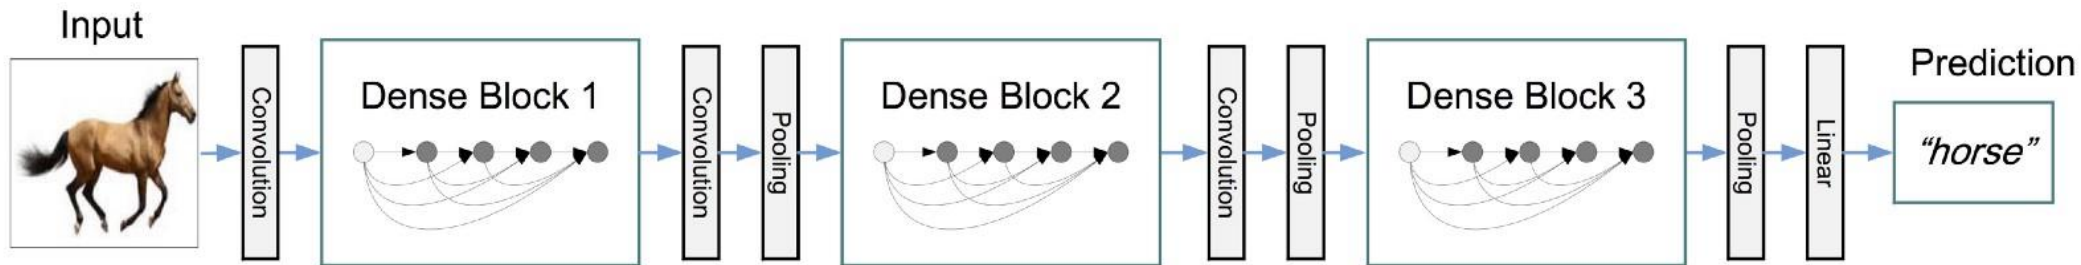 Input
Convolution
Dense Block 1
Convolution
Pooling
Dense Block 2
Convolution
Pooling
Dense Block 3
Pooling
Linear
Prediction
“horse”